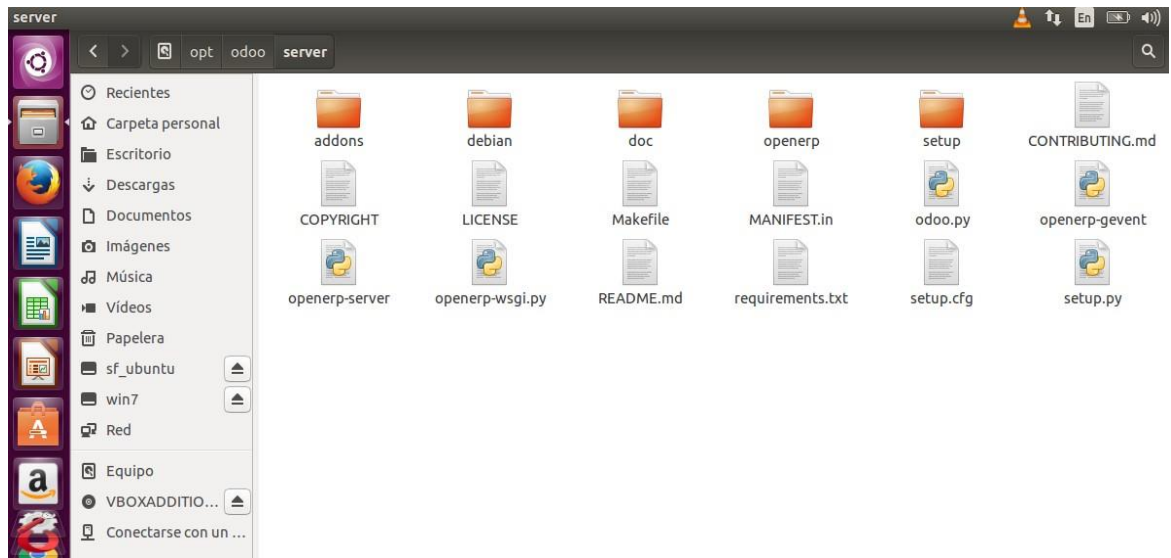 server
En
opt odoo server
Recientes
Carpeta personal
Escritorio
Descargas
Documentos
Imágenes
Música
Vídeos
Papelera
sf_ubuntu
win7
Red
Equipo
VBOXADDITIO...
Conectarse con un ...
addons debian doc openerp setup CONTRIBUTING.md
COPYRIGHT LICENSE Makefile MANIFEST.in odoo.py openerp-gevent
openerp-server openerp-wsgi.py README.md requirements.txt setup.cfg setup.py